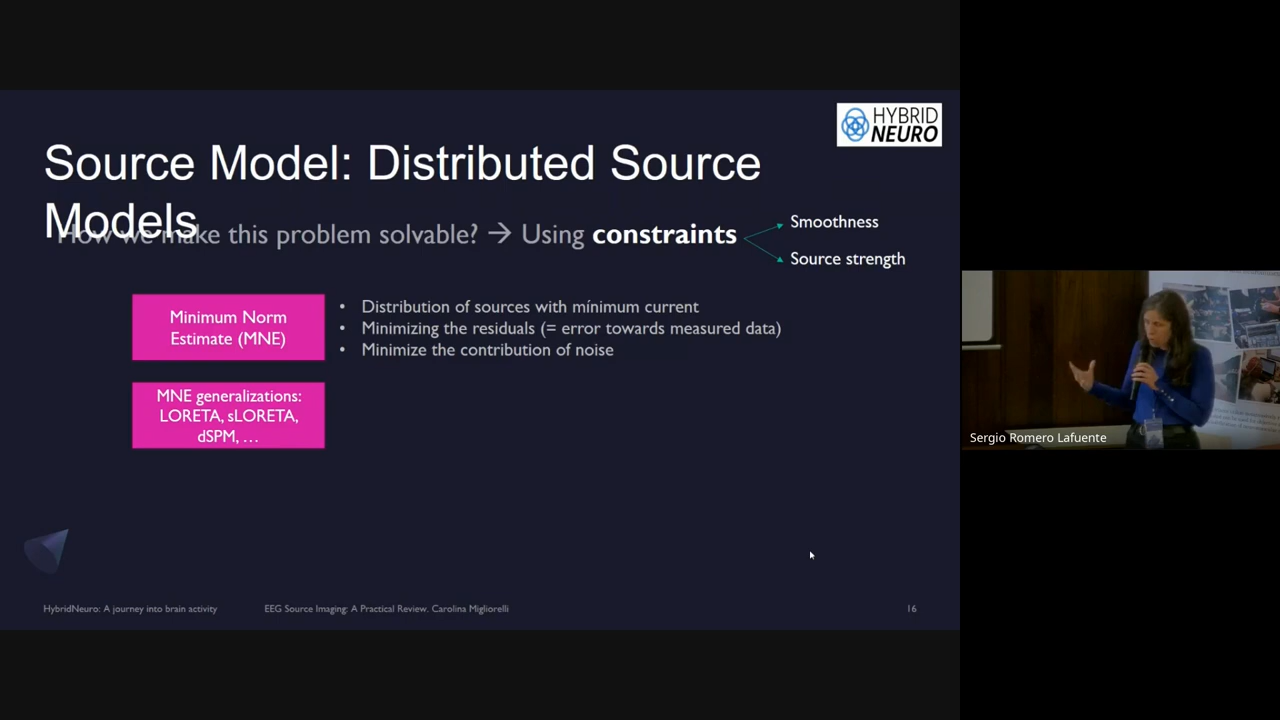 HYBRID
NEURO
Source Model: Distributed Source
Models
How we make this problem solvable? → Using constraints
Smoothness
Source strength
Minimum Norm
Estimate (MNE)
• Distribution of sources with mínimum current
• Minimizing the residuals (= error towards measured data)
• Minimize the contribution of noise
MNE generalizations:
LORETA, sLORETA,
dSPM, …
HybridNeuro: A journey into brain activity
EEG Source Imaging: A Practical Review. Carolina Migliorelli
16
Sergio Romero Lafuente